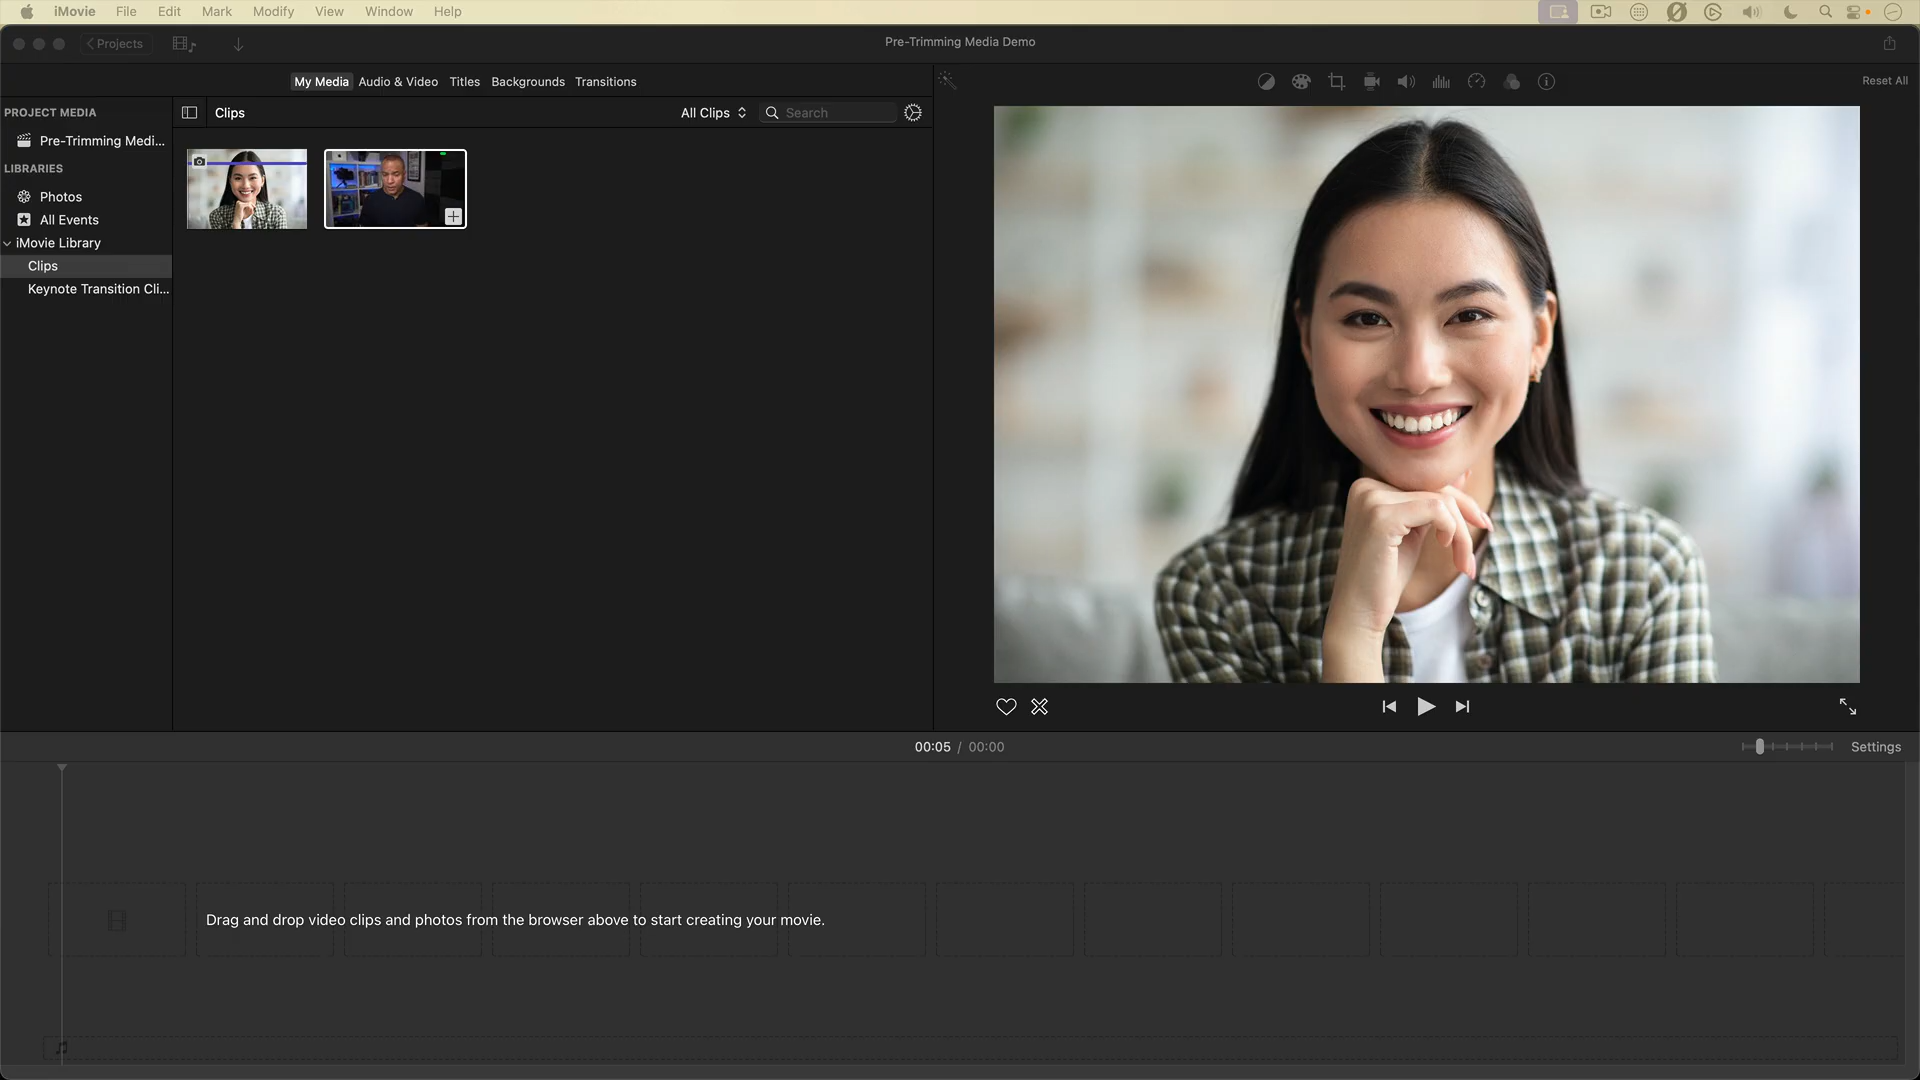 iMovie File Edit Mark Modify View Window Help
Projects
Pre-Trimming Media Demo
My Media Audio & Video Titles Backgrounds Transitions
Reset All
PROJECT MEDIA
Clips
All Clips
Search
Pre-Trimming Medi...
LIBRARIES
Photos
All Events
iMovie Library
Clips
Keynote Transition Cli...
00:05 / 00:00
Settings
Drag and drop video clips and photos from the browser above to start creating your movie.